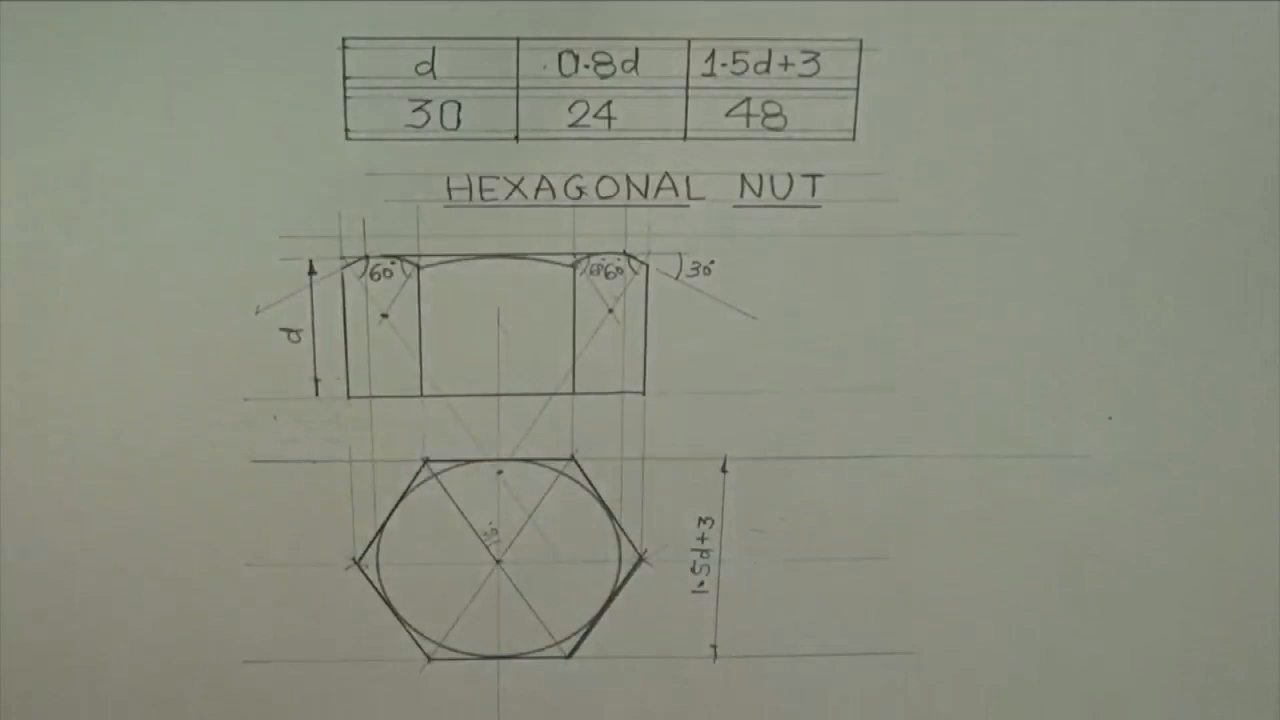 d 0.8d 1.5d+3
30 24 48
HEXAGONAL NUT
60° 60° 30°
d
1.5d+3